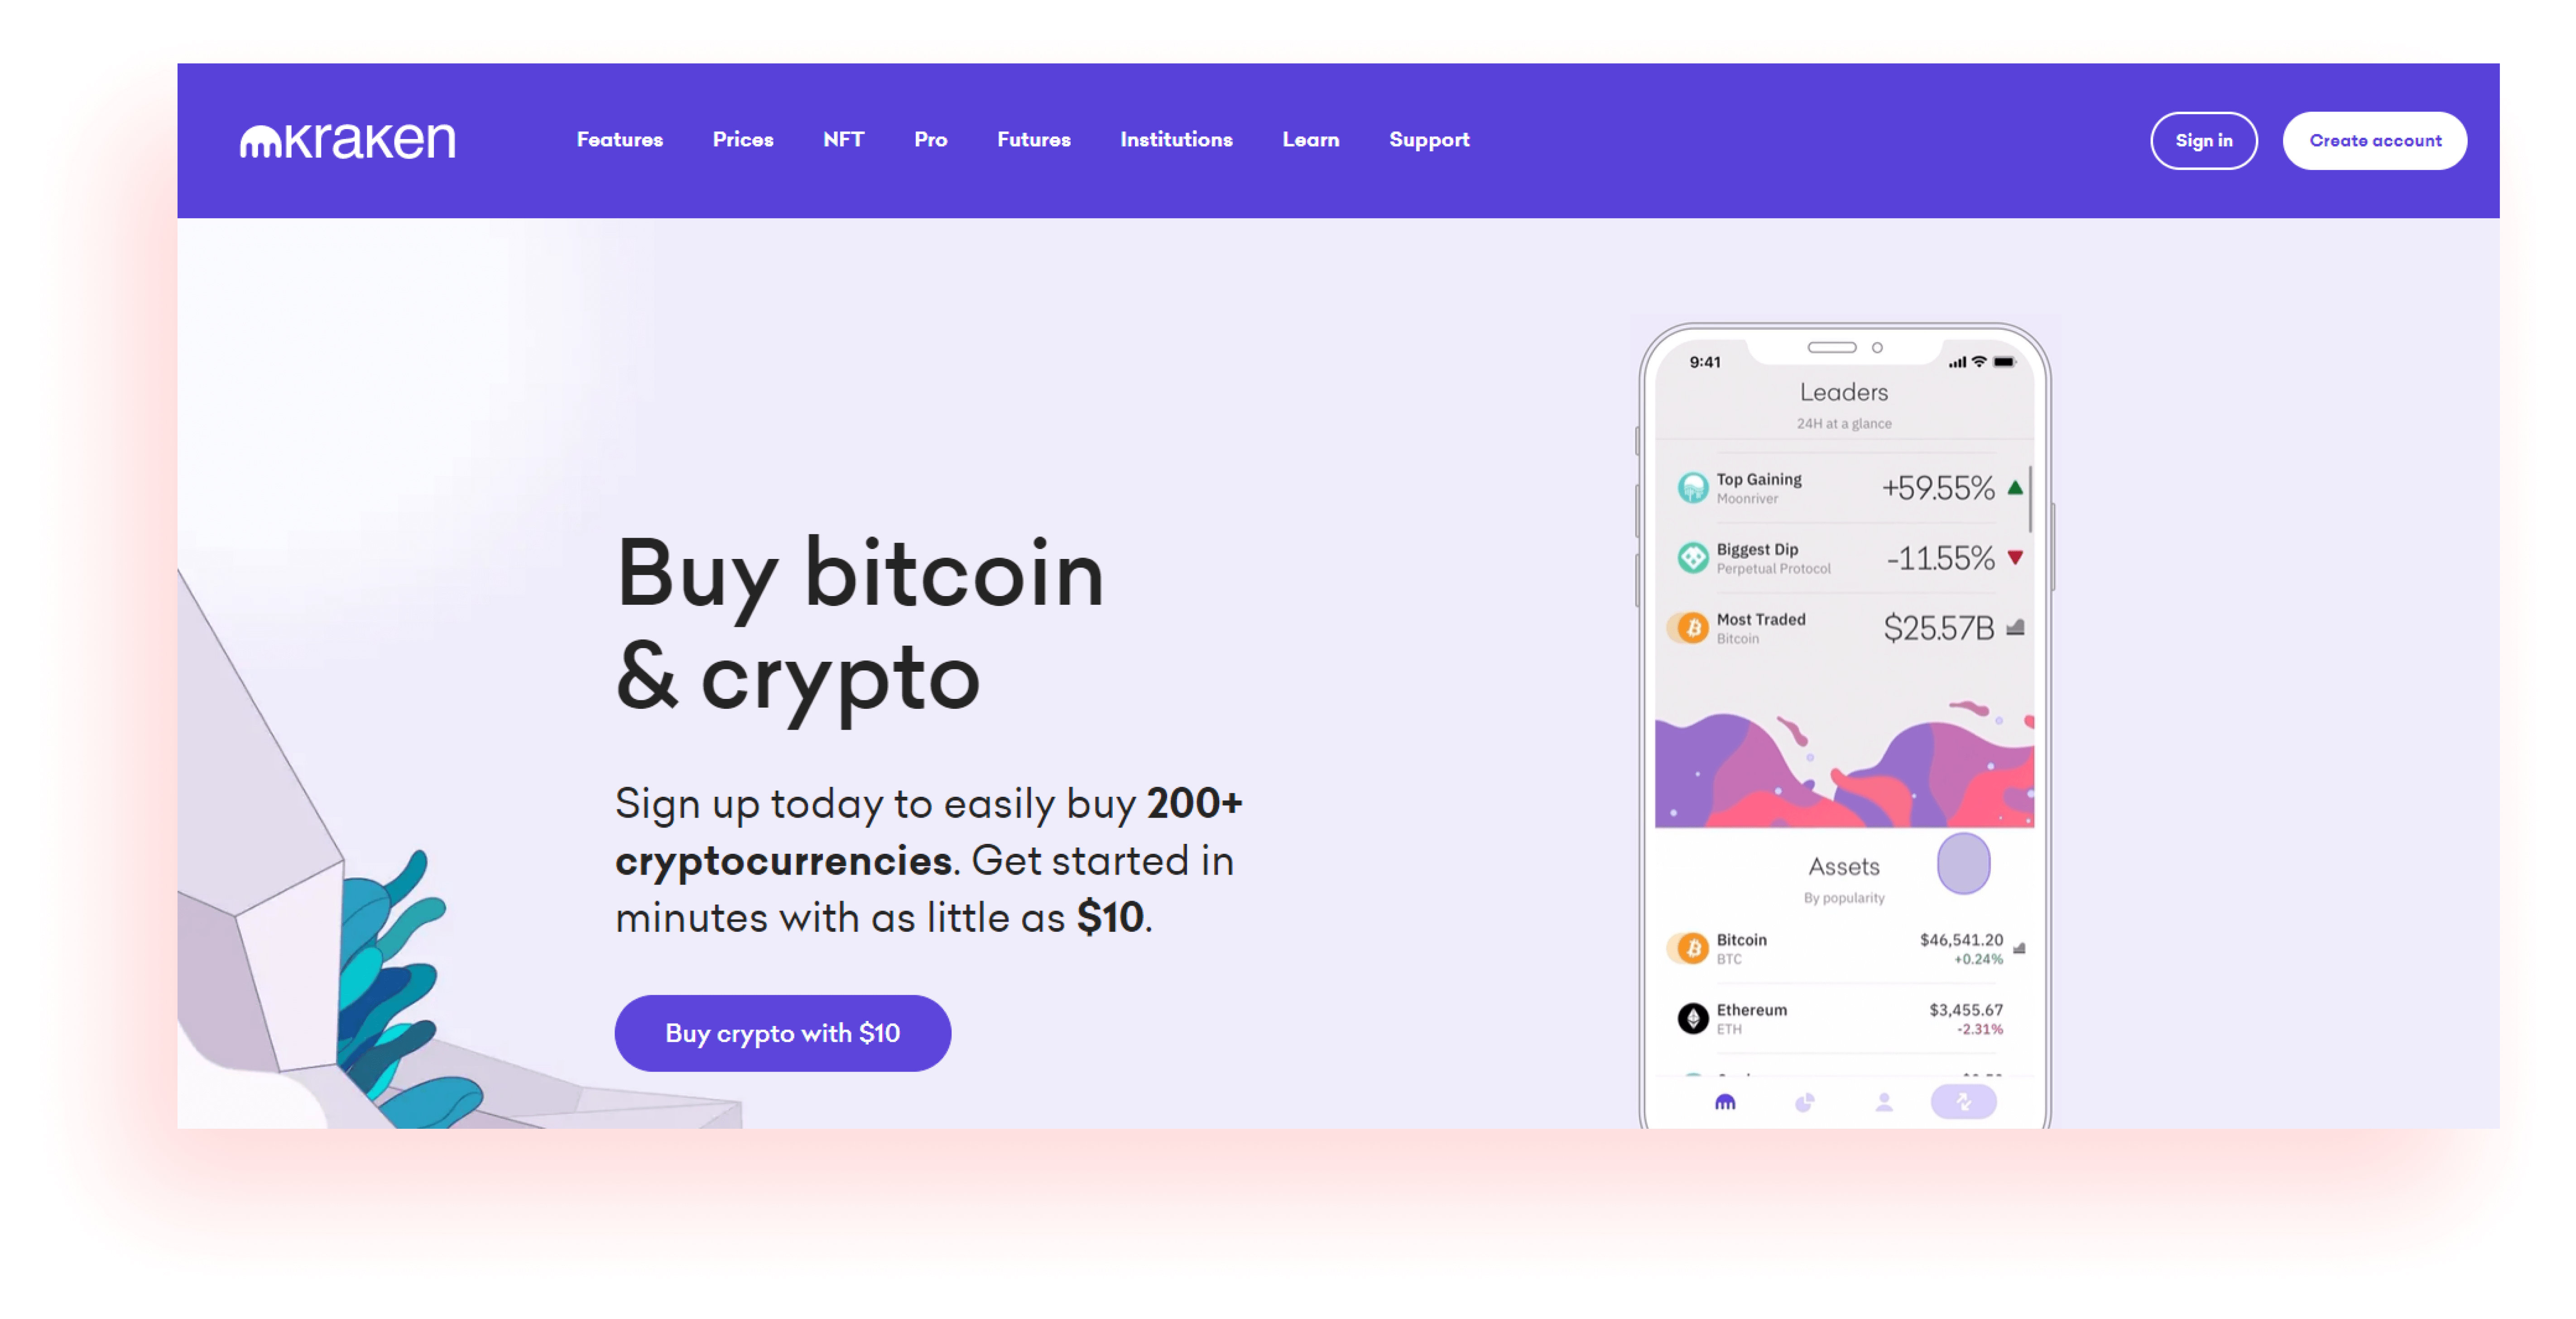 mKraKen
Features Prices NFT Pro Futures Institutions Learn Support
Sign in Create account
Buy bitcoin
& crypto
Sign up today to easily buy 200+
cryptocurrencies. Get started in
minutes with as little as $10.
Buy crypto with $10
9:41
Leaders
24H at a glance
Top Gaining
Moonriver
+59.55%
Biggest Dip
Perpetual Protocol
-11.55%
Most Traded
Bitcoin
$25.57B
Assets
By popularity
Bitcoin
BTC
$46,541.20
+0.24%
Ethereum
ETH
$3,455.67
-2.31%